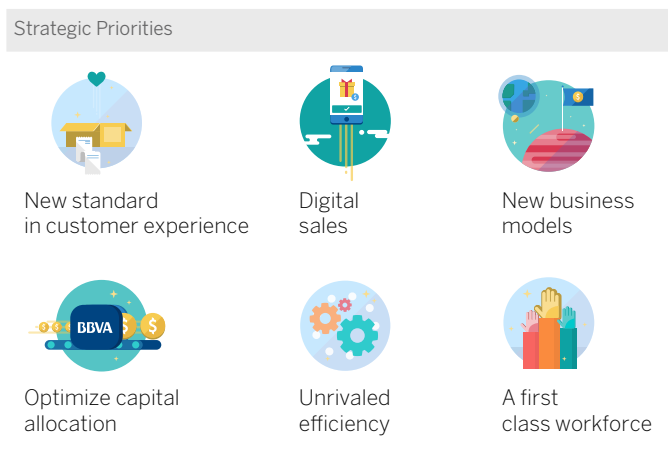 Strategic Priorities
New standard
in customer experience
Digital
sales
New business
models
BBVA
Optimize capital
allocation
Unrivaled
efficiency
A first
class workforce